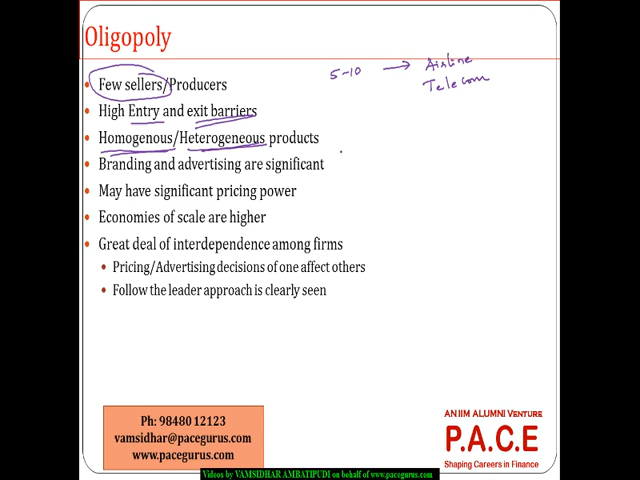 Oligopoly
Few sellers/Producers
5-10 → Airline
Telecom
High Entry and exit barriers
Homogenous/Heterogeneous products
Branding and advertising are significant
May have significant pricing power
Economies of scale are higher
Great deal of interdependence among firms
Pricing/Advertising decisions of one affect others
Follow the leader approach is clearly seen
Ph: 98480 12123
vamsidhar@pacegurus.com
www.pacegurus.com
AN IIM ALUMNI VENTURE
P.A.C.E
Shaping Careers in Finance
Videos by VAMSIDHAR AMBATIPUDI on behalf of www.pacegurus.com